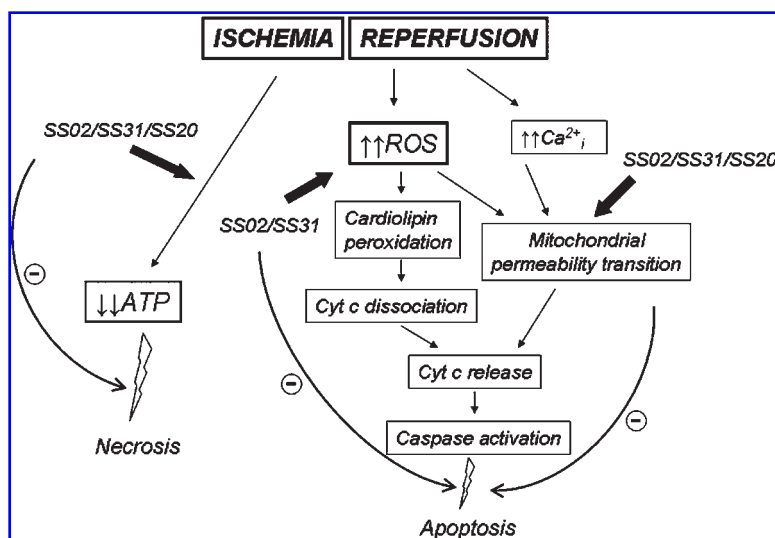 ISCHEMIA REPERFUSION
SS02/SS31/SS20
↑↑ROS
↑↑Ca²⁺ᵢ
SS02/SS31/SS20
SS02/SS31
Cardiolipin
peroxidation
Mitochondrial
permeability transition
−
↓↓ATP
Cyt c dissociation
−
Cyt c release
−
Necrosis
Caspase activation
Apoptosis